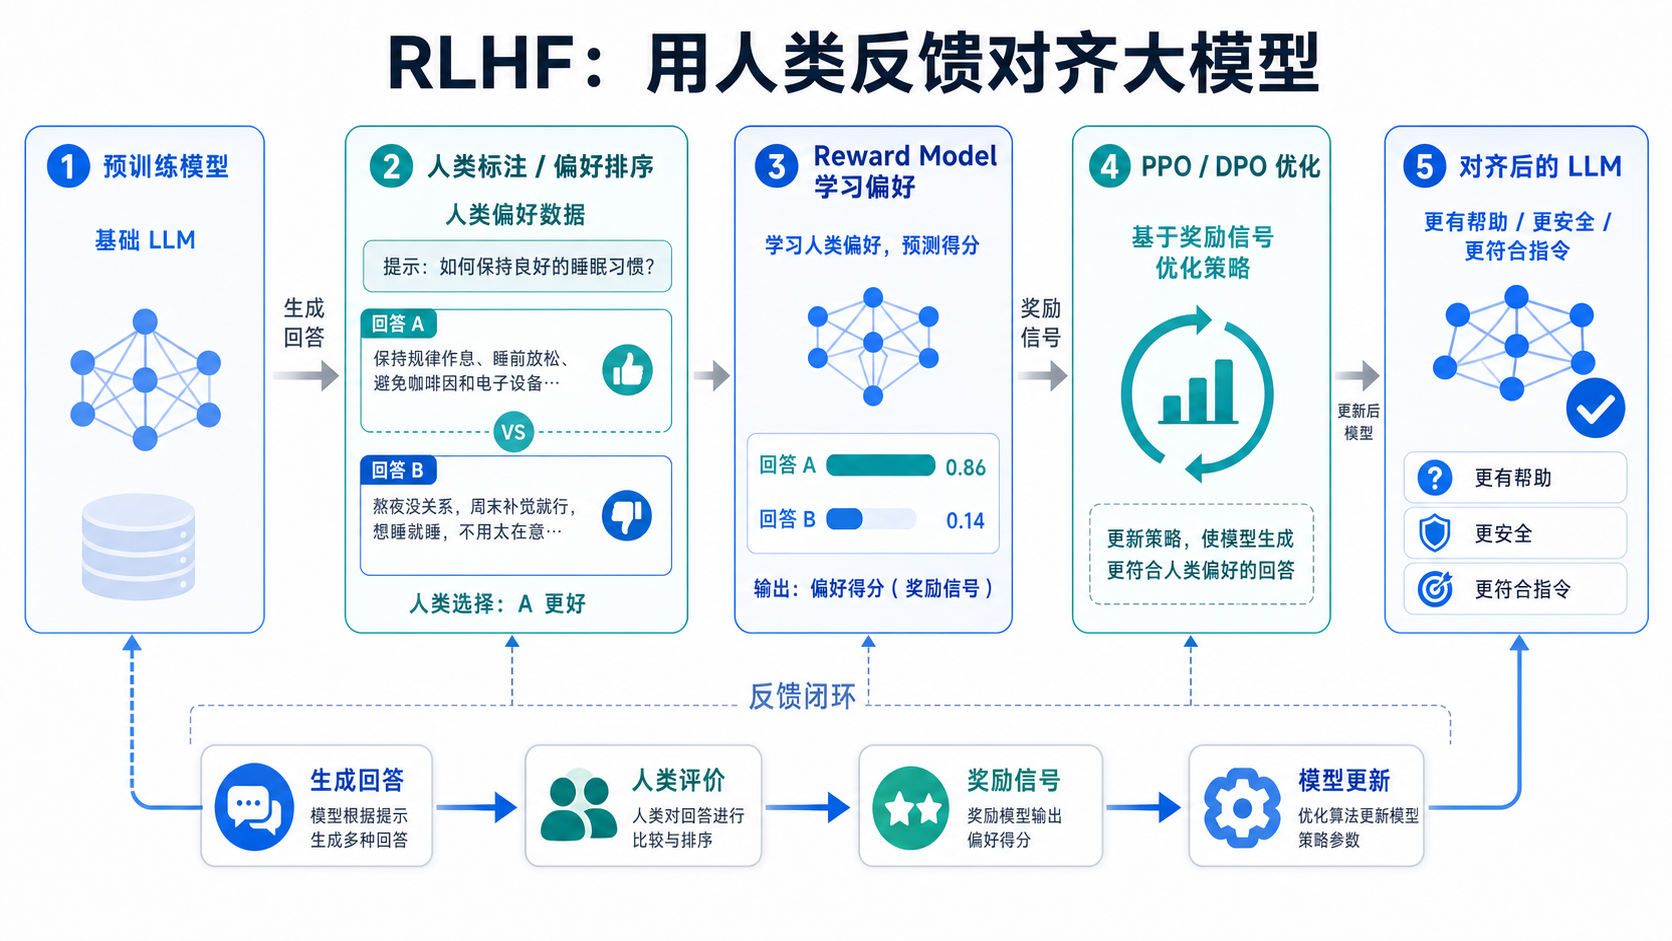 RLHF：用人类反馈对齐大模型
1 预训练模型
基础 LLM
生成
回答
2 人类标注 / 偏好排序
人类偏好数据
提示：如何保持良好的睡眠习惯？
回答 A
保持规律作息、睡前放松、
避免咖啡因和电子设备…
VS
回答 B
熬夜没关系，周末补觉就行，
想睡就睡，不用太在意…
人类选择：A 更好
3 Reward Model
学习偏好
学习人类偏好，预测得分
回答 A 0.86
回答 B 0.14
输出：偏好得分（奖励信号）
奖励
信号
4 PPO / DPO 优化
基于奖励信号
优化策略
更新策略，使模型生成
更符合人类偏好的回答
更新后
模型
5 对齐后的 LLM
更有帮助 / 更安全 /
更符合指令
? 更有帮助
更安全
更符合指令
反馈闭环
生成回答
模型根据提示
生成多种回答
人类评价
人类对回答进行
比较与排序
奖励信号
奖励模型输出
偏好得分
模型更新
优化算法更新模型
策略参数